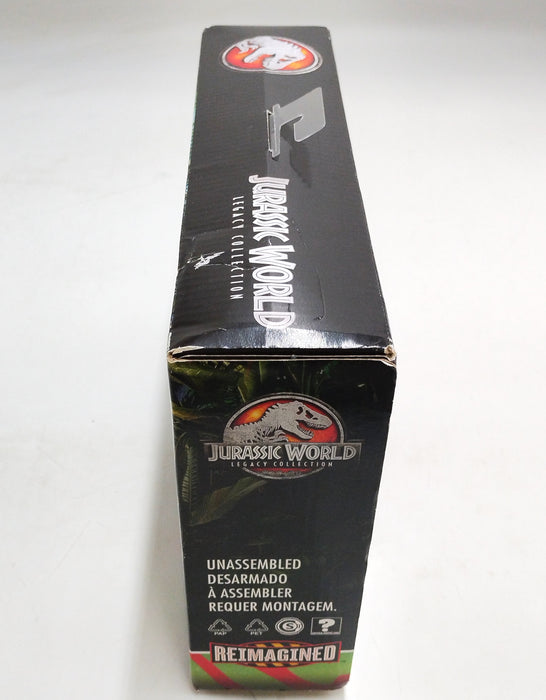 JURASSIC WORLD
LEGACY COLLECTION
JURASSIC WORLD
LEGACY COLLECTION
UNASSEMBLED
DESARMADO
À ASSEMBLER
REQUER MONTAGEM.
PAP
PET
REIMAGINED